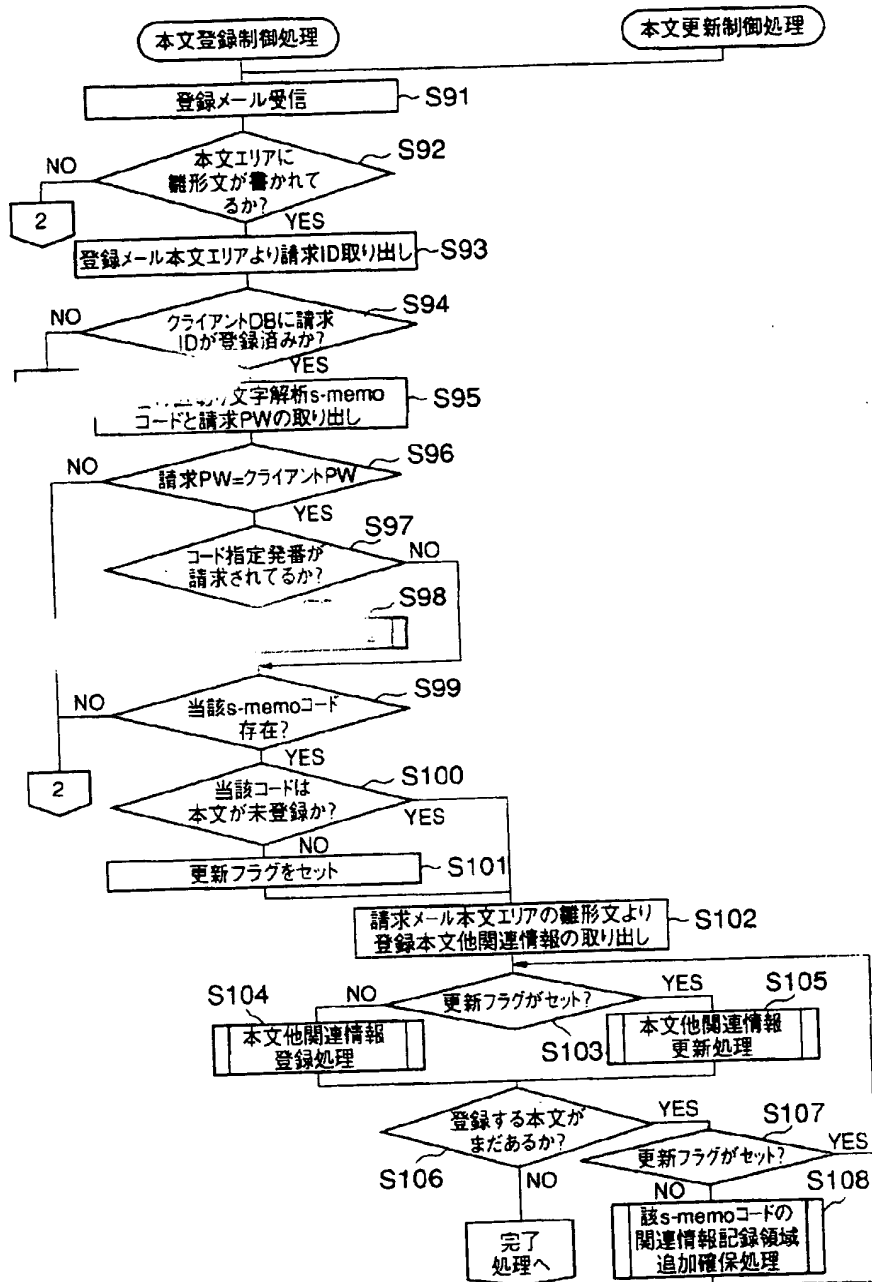 本文登録制御処理
本文更新制御処理
登録メール受信
S91
本文エリアに
雛形文が書かれて
るか?
S92
NO
YES
2
登録メール本文エリアより請求ID取り出し
S93
クライアントDBに請求
IDが登録済みか?
S94
NO
YES
文字解析s-memo
コードと請求PWの取り出し
S95
請求PW=クライアントPW
S96
NO
YES
コード指定発番が
請求されてるか?
S97
NO
S98
当該s-memoコード
存在?
S99
NO
YES
2
当該コードは
本文が未登録か?
S100
YES
NO
更新フラグをセット
S101
請求メール本文エリアの雛形文より
登録本文他関連情報の取り出し
S102
更新フラグがセット?
NO
YES
S103
S104
本文他関連情報
登録処理
S105
本文他関連情報
更新処理
登録する本文が
まだあるか?
YES
S106
NO
更新フラグがセット?
S107
YES
NO
S108
完了
処理へ
該s-memoコードの
関連情報記録領域
追加確保処理